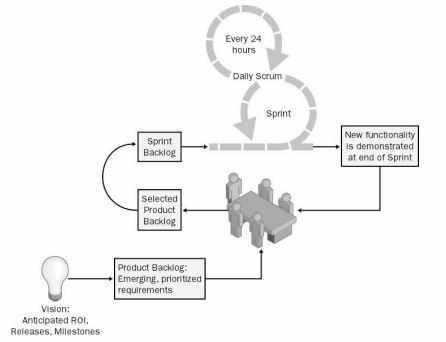 Every 24
hours
Daily Scrum
Sprint
Sprint
Backlog
New functionality
is demonstrated
at end of Sprint
Selected
Product
Backlog
Product Backlog:
Emerging, prioritized
requirements
Vision:
Anticipated ROI,
Releases, Milestones